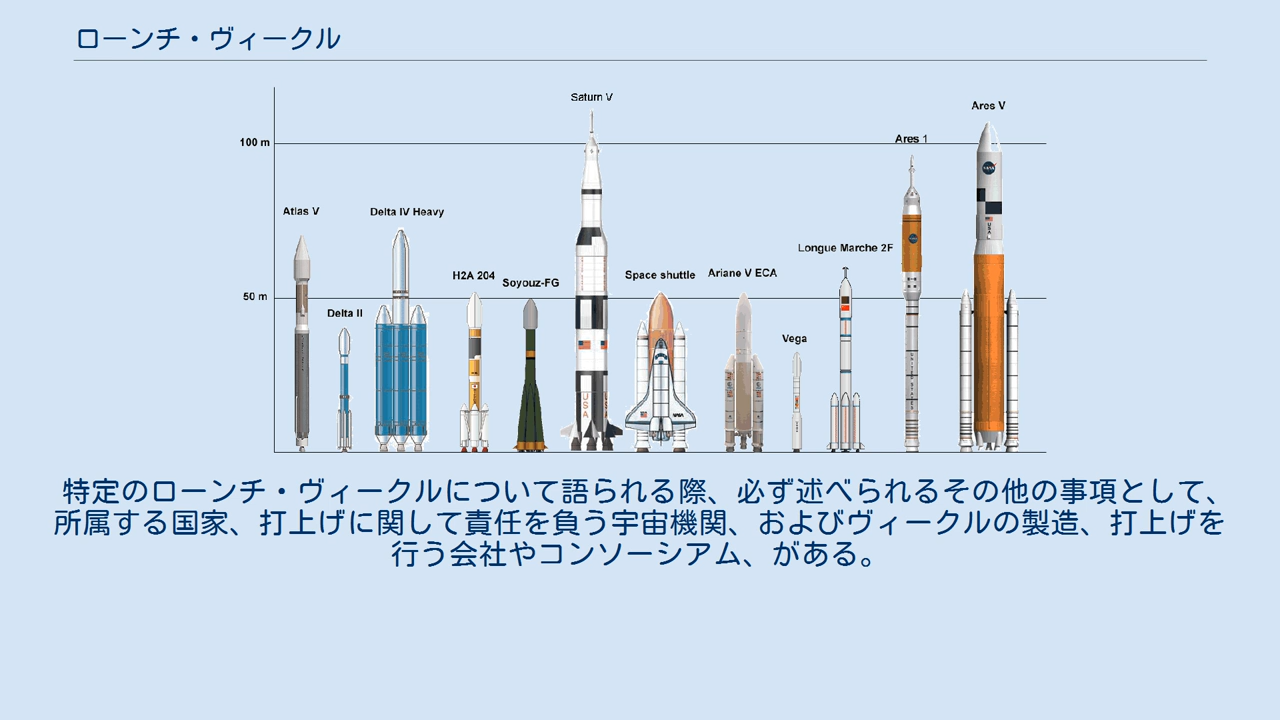 ローンチ・ヴィークル
Saturn V
Ares V
100 m
Ares 1
Atlas V
Delta IV Heavy
Longue Marche 2F
H2A 204
Soyouz-FG
Space shuttle
Ariane V ECA
50 m
Delta II
Vega
NASA
USA
USA
NASA
特定のローンチ・ヴィークルについて語られる際、必ず述べられるその他の事項として、
所属する国家、打上げに関して責任を負う宇宙機関、およびヴィークルの製造、打上げを
行う会社やコンソーシアム、がある。